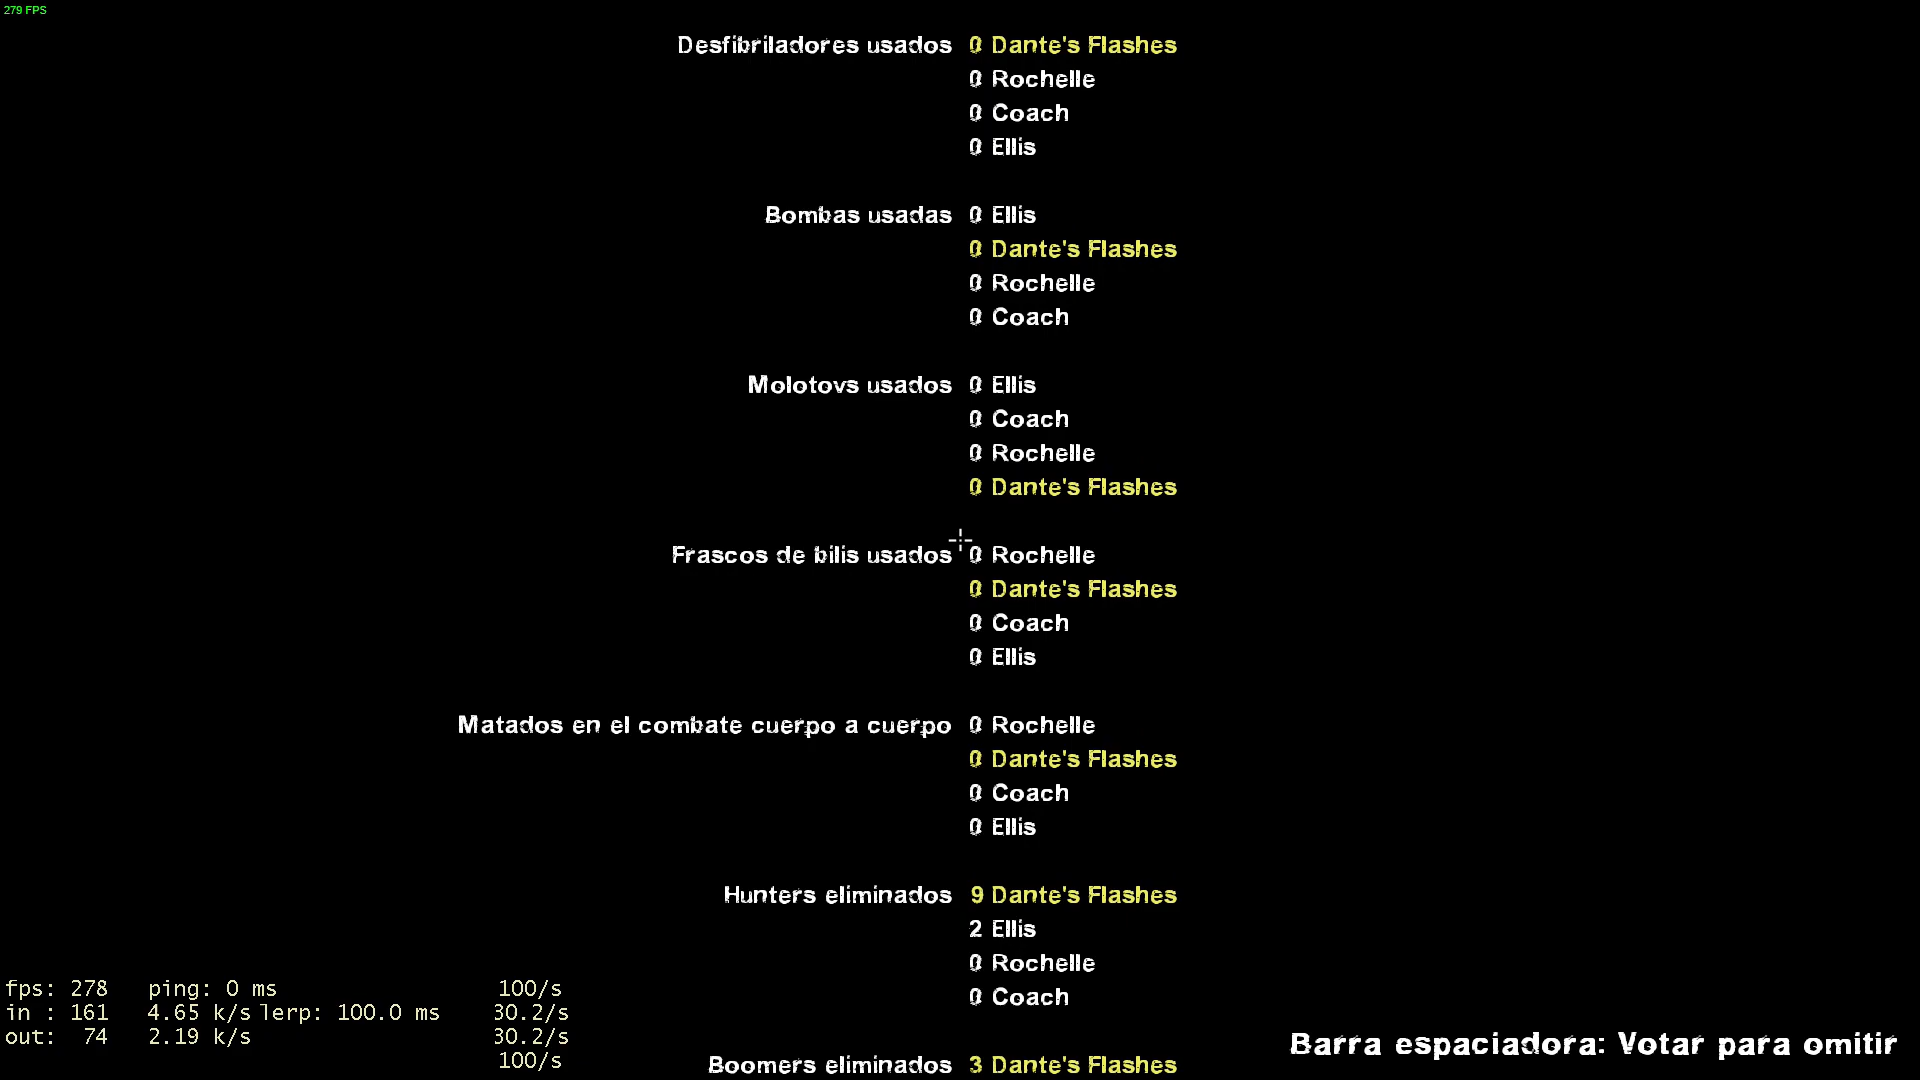 279 FPS
Desfibriladores usados 0 Dante's Flashes
0 Rochelle
0 Coach
0 Ellis
Bombas usadas 0 Ellis
0 Dante's Flashes
0 Rochelle
0 Coach
Molotovs usados 0 Ellis
0 Coach
0 Rochelle
0 Dante's Flashes
Frascos de bilis usados 0 Rochelle
0 Dante's Flashes
0 Coach
0 Ellis
Matados en el combate cuerpo a cuerpo 0 Rochelle
0 Dante's Flashes
0 Coach
0 Ellis
Hunters eliminados 9 Dante's Flashes
2 Ellis
0 Rochelle
0 Coach
Boomers eliminados 3 Dante's Flashes
fps: 278 ping: 0 ms 100/s
in : 161 4.65 k/s lerp: 100.0 ms 30.2/s
out: 74 2.19 k/s 30.2/s
100/s
Barra espaciadora: Votar para omitir